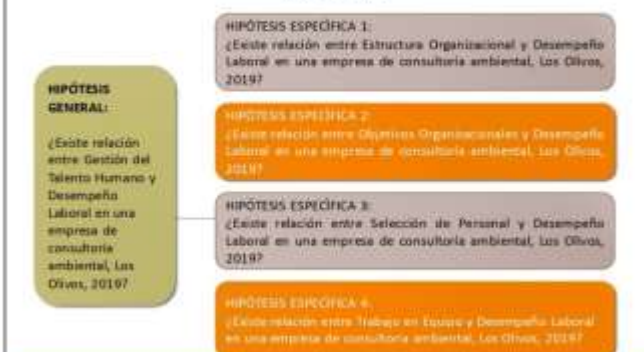 HIPÓTESIS
GENERAL:
¿Existe relación
entre Gestión del
Talento Humano y
Desempeño
Laboral en una
empresa de
consultoría
ambiental, Los
Olivos, 2019?
HIPÓTESIS ESPECÍFICA 1:
¿Existe relación entre Estructura Organizacional y Desempeño
Laboral en una empresa de consultoría ambiental, Los Olivos,
2019?
HIPÓTESIS ESPECÍFICA 2:
¿Existe relación entre Objetivos Organizacionales y Desempeño
Laboral en una empresa de consultoría ambiental, Los Olivos,
2019?
HIPÓTESIS ESPECÍFICA 3:
¿Existe relación entre Selección de Personal y Desempeño
Laboral en una empresa de consultoría ambiental, Los Olivos,
2019?
HIPÓTESIS ESPECÍFICA 4:
¿Existe relación entre Trabajo en Equipo y Desempeño Laboral
en una empresa de consultoría ambiental, Los Olivos, 2019?